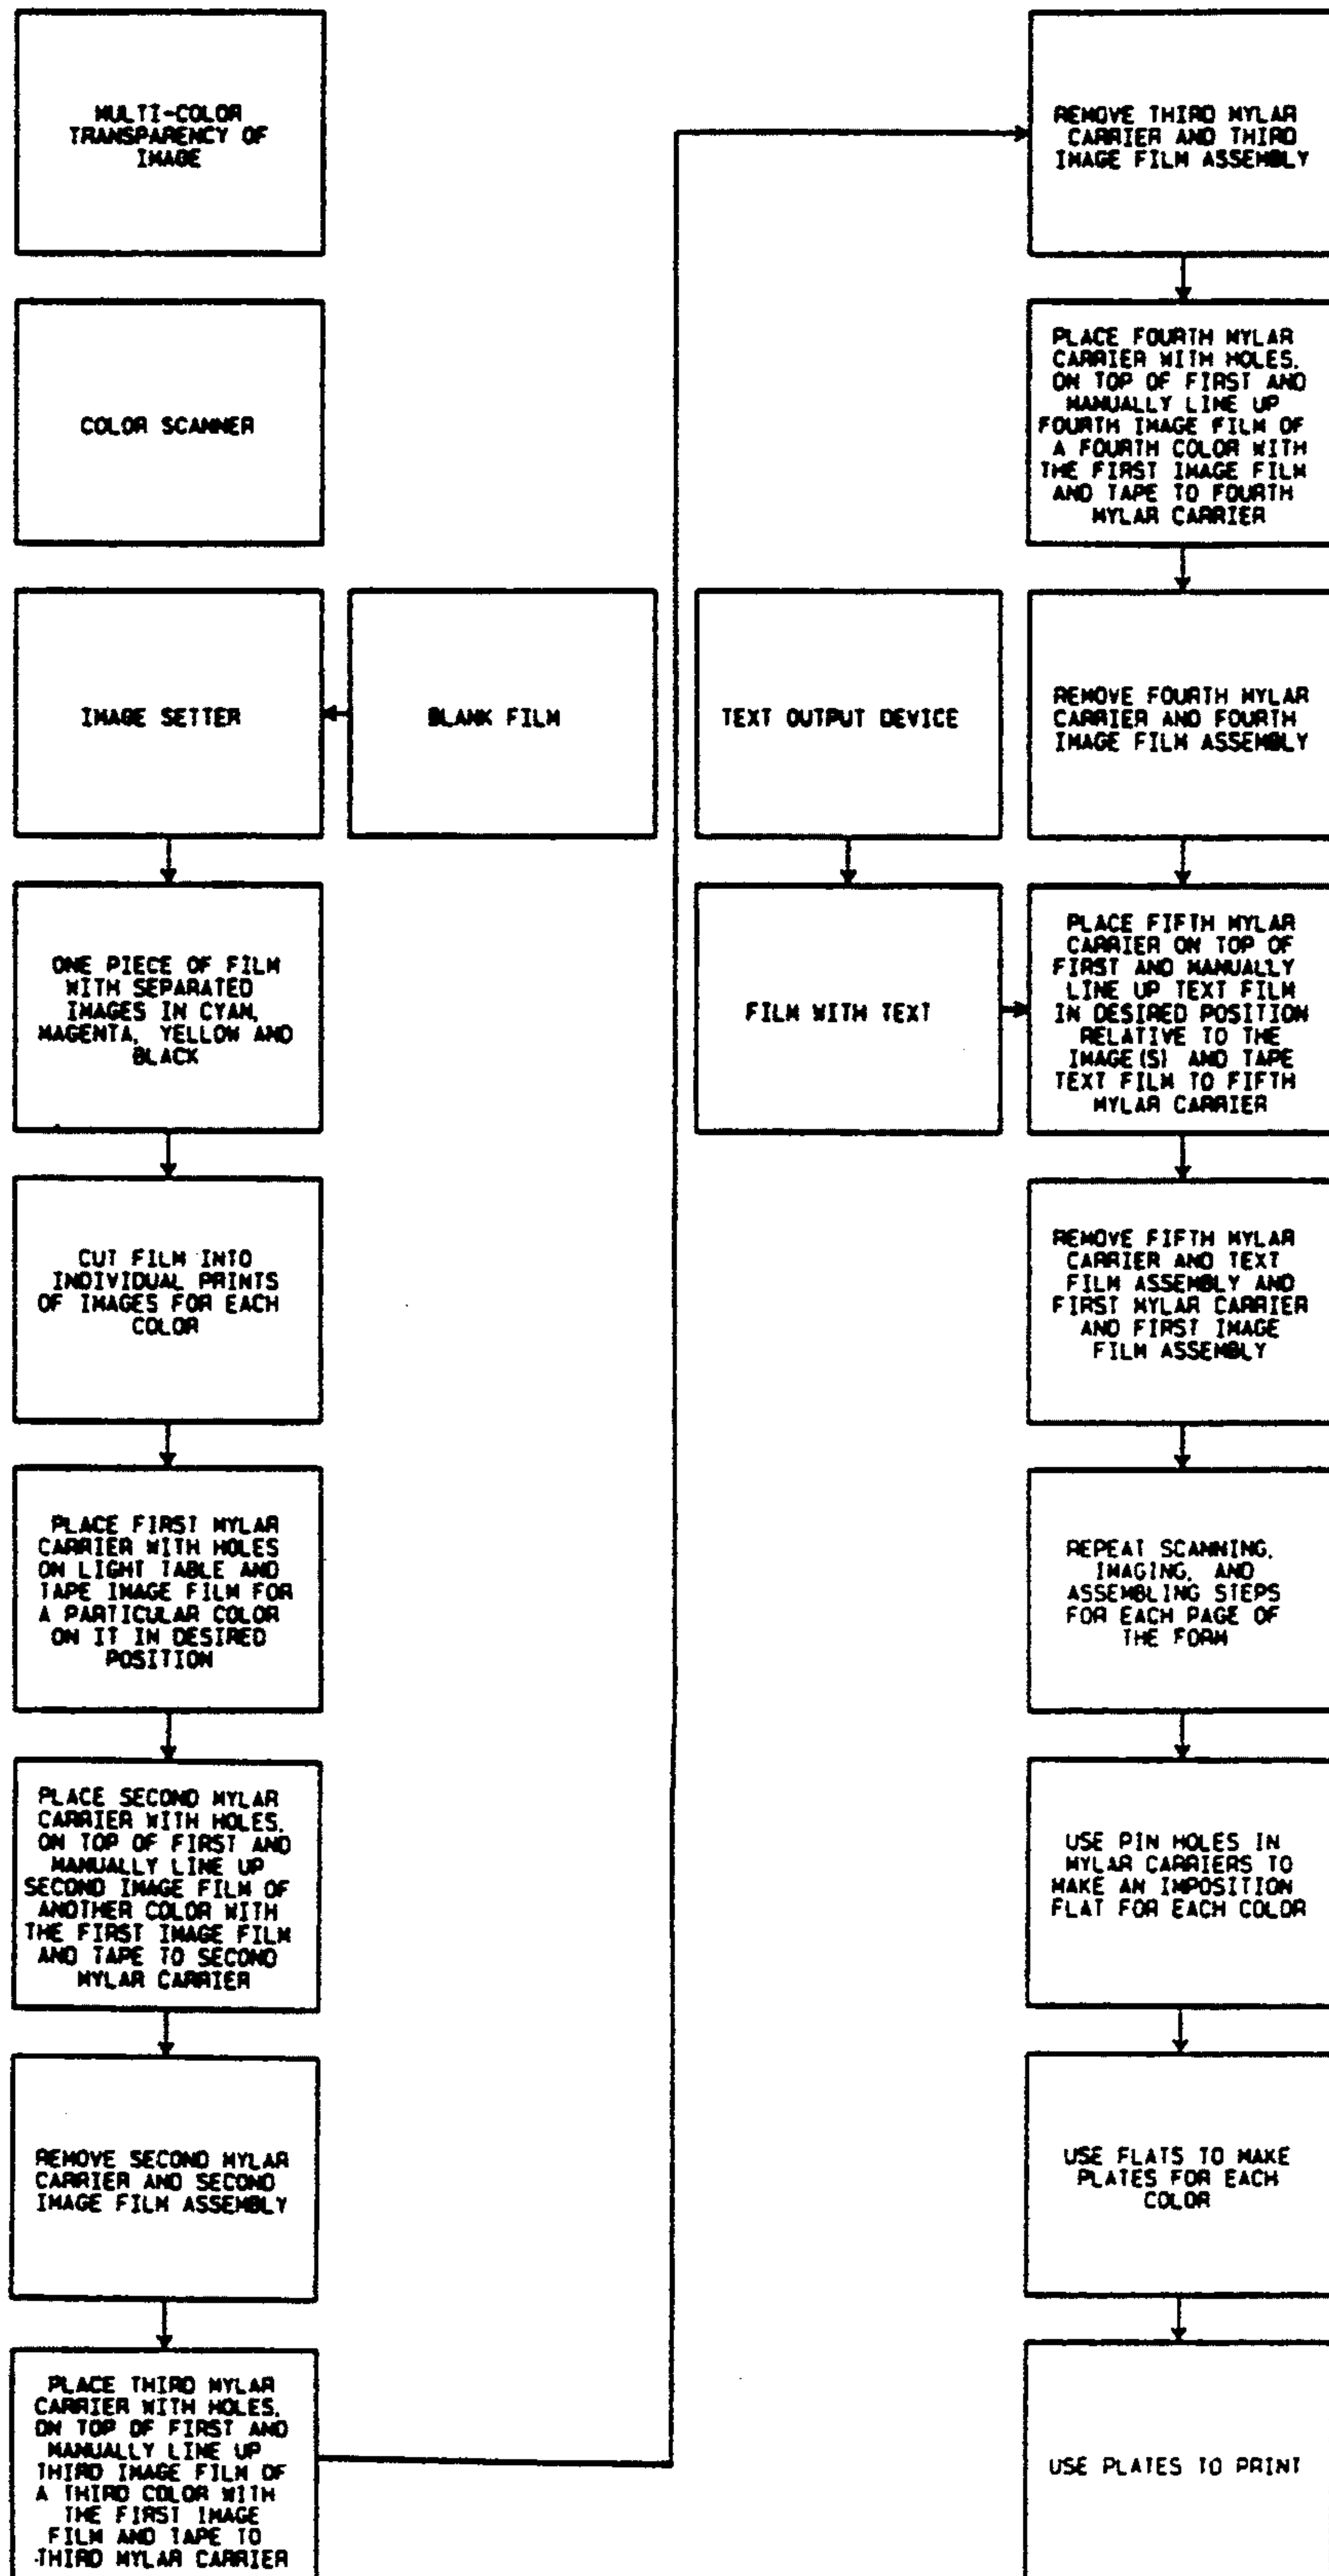 MULTI-COLOR
TRANSPARENCY OF
IMAGE
COLOR SCANNER
IMAGE SETTER
BLANK FILM
ONE PIECE OF FILM
WITH SEPARATED
IMAGES IN CYAN,
MAGENTA, YELLOW AND
BLACK
CUT FILM INTO
INDIVIDUAL PRINTS
OF IMAGES FOR EACH
COLOR
PLACE FIRST MYLAR
CARRIER WITH HOLES
ON LIGHT TABLE AND
TAPE IMAGE FILM FOR
A PARTICULAR COLOR
ON IT IN DESIRED
POSITION
PLACE SECOND MYLAR
CARRIER WITH HOLES,
ON TOP OF FIRST AND
MANUALLY LINE UP
SECOND IMAGE FILM OF
ANOTHER COLOR WITH
THE FIRST IMAGE FILM
AND TAPE TO SECOND
MYLAR CARRIER
REMOVE SECOND MYLAR
CARRIER AND SECOND
IMAGE FILM ASSEMBLY
PLACE THIRD MYLAR
CARRIER WITH HOLES,
ON TOP OF FIRST AND
MANUALLY LINE UP
THIRD IMAGE FILM OF
A THIRD COLOR WITH
THE FIRST IMAGE
FILM AND TAPE TO
THIRD MYLAR CARRIER
REMOVE THIRD MYLAR
CARRIER AND THIRD
IMAGE FILM ASSEMBLY
PLACE FOURTH MYLAR
CARRIER WITH HOLES,
ON TOP OF FIRST AND
MANUALLY LINE UP
FOURTH IMAGE FILM OF
A FOURTH COLOR WITH
THE FIRST IMAGE FILM
AND TAPE TO FOURTH
MYLAR CARRIER
REMOVE FOURTH MYLAR
CARRIER AND FOURTH
IMAGE FILM ASSEMBLY
TEXT OUTPUT DEVICE
FILM WITH TEXT
PLACE FIFTH MYLAR
CARRIER ON TOP OF
FIRST AND MANUALLY
LINE UP TEXT FILM
IN DESIRED POSITION
RELATIVE TO THE
IMAGE(S) AND TAPE
TEXT FILM TO FIFTH
MYLAR CARRIER
REMOVE FIFTH MYLAR
CARRIER AND TEXT
FILM ASSEMBLY AND
FIRST MYLAR CARRIER
AND FIRST IMAGE
FILM ASSEMBLY
REPEAT SCANNING,
IMAGING, AND
ASSEMBLING STEPS
FOR EACH PAGE OF
THE FORM
USE PIN HOLES IN
MYLAR CARRIERS TO
MAKE AN IMPOSITION
FLAT FOR EACH COLOR
USE FLATS TO MAKE
PLATES FOR EACH
COLOR
USE PLATES TO PRINT